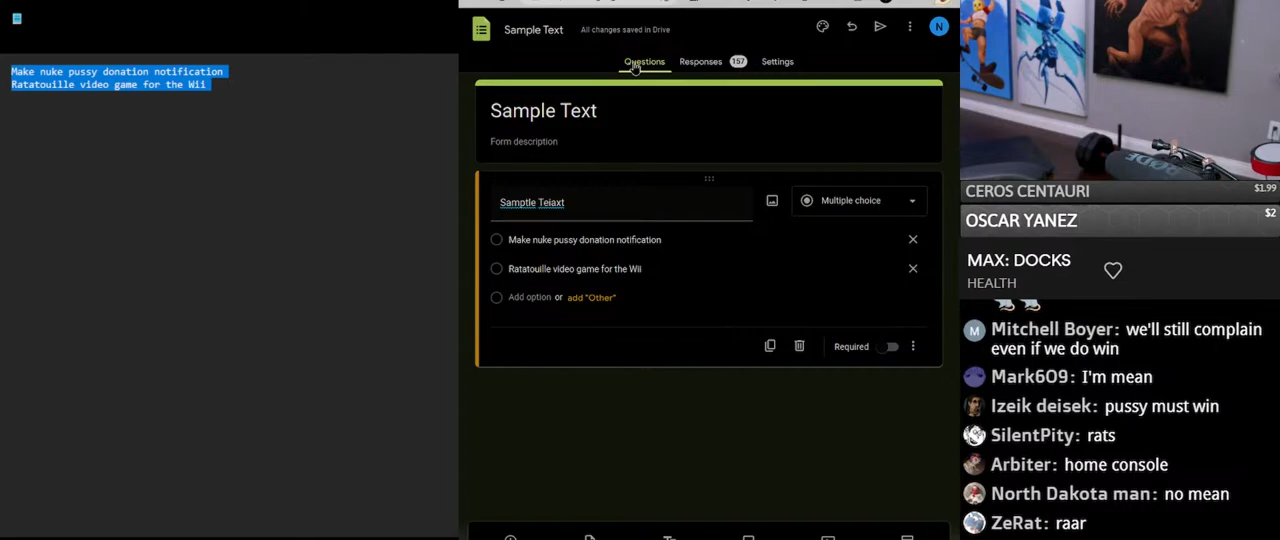 Make nuke pussy donation notification
Ratatouille video game for the Wii
Sample Text
All changes saved in Drive
N
Questions
Responses
157
Settings
Sample Text
Form description
Samptle Teiaxt
Multiple choice
Make nuke pussy donation notification
Ratatouille video game for the Wii
Add option or add "Other"
Required
RØDE
CEROS CENTAURI
$1.99
OSCAR YANEZ
$2
MAX: DOCKS
HEALTH
M
Mitchell Boyer: we'll still complain
even if we do win
Mark609: I'm mean
Izeik deisek: pussy must win
SilentPity: rats
Arbiter: home console
North Dakota man: no mean
ZeRat: raar